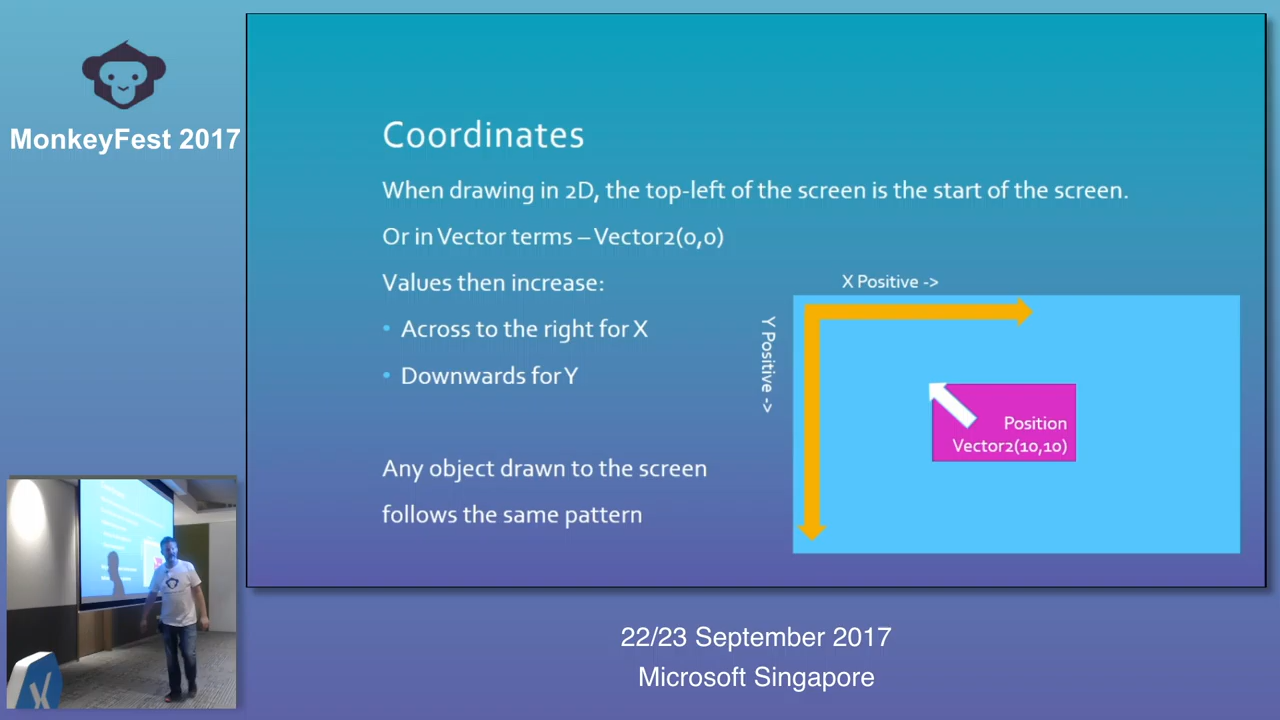 MonkeyFest 2017
Coordinates
When drawing in 2D, the top-left of the screen is the start of the screen.
Or in Vector terms – Vector2(0,0)
Values then increase:
• Across to the right for X
• Downwards for Y
Any object drawn to the screen
follows the same pattern
X Positive ->
Y Positive ->
Position
Vector2(10,10)
22/23 September 2017
Microsoft Singapore